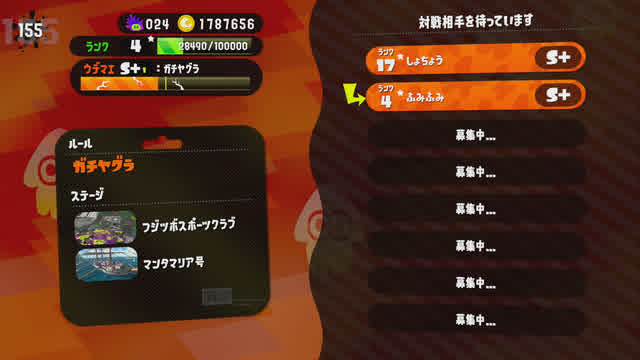 155
024 1787656
ランク 4★ 28490/100000
ウデマエ S+1 : ガチヤグラ
ルール
ガチヤグラ
ステージ
フジツボスポーツクラブ
マンタマリア号
対戦相手を待っています
ランク 17★ しょちょう S+
ランク 4★ ふみふみ S+
募集中...
募集中...
募集中...
募集中...
募集中...
募集中...